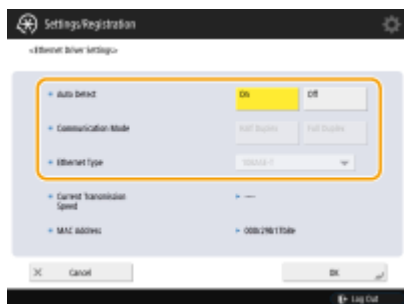 Settings/Registration
<Ethernet Driver Settings>
Auto Detect
On
Off
Communication Mode
Half Duplex
Full Duplex
Ethernet Type
Current Transmission
Speed
----
MAC Address
Cancel
OK
Log Out